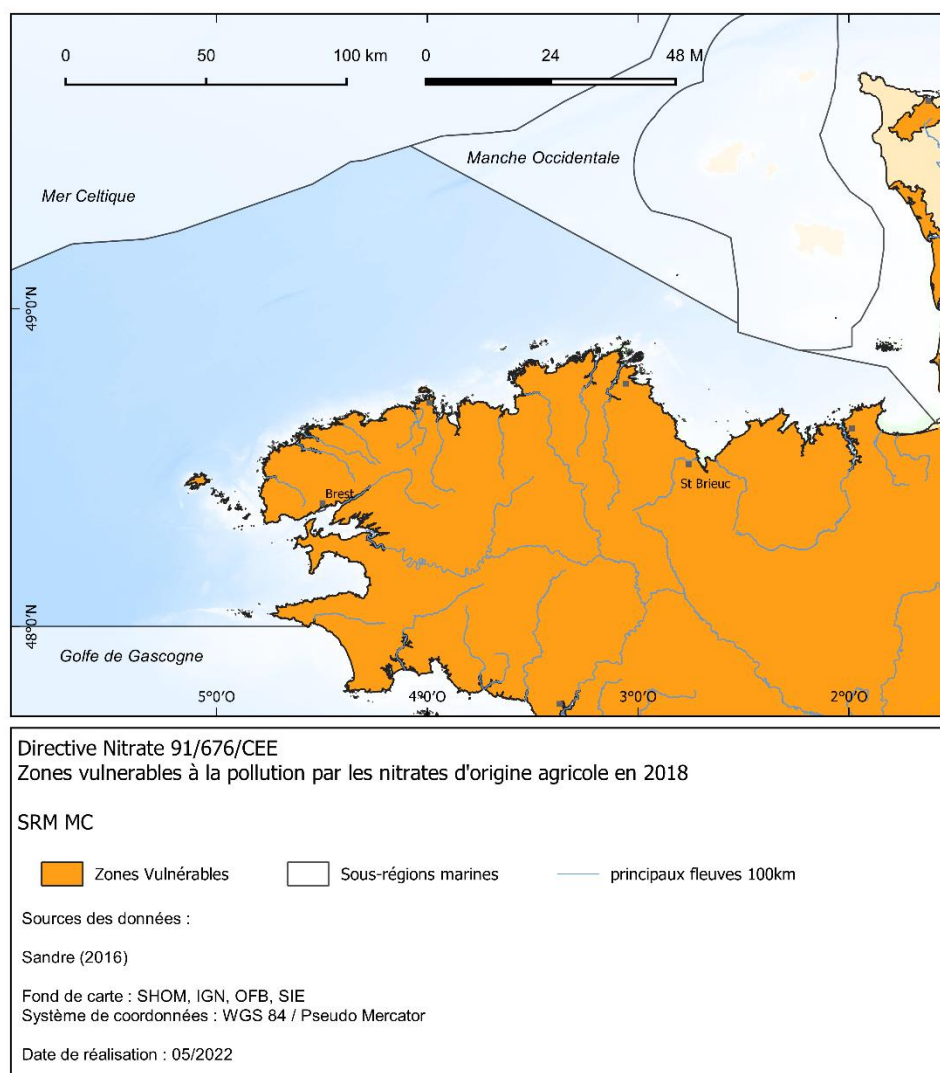 0 50 100 km 0 24 48 M
Manche Occidentale
Mer Celtique
49°0'N
Brest
St Brieuc
48°0'N
Golfe de Gascogne
5°0'O 4°0'O 3°0'O 2°0'O
Directive Nitrate 91/676/CEE
Zones vulnerables à la pollution par les nitrates d'origine agricole en 2018
SRM MC
Zones Vulnérables Sous-régions marines principaux fleuves 100km
Sources des données :
Sandre (2016)
Fond de carte : SHOM, IGN, OFB, SIE
Système de coordonnées : WGS 84 / Pseudo Mercator
Date de réalisation : 05/2022